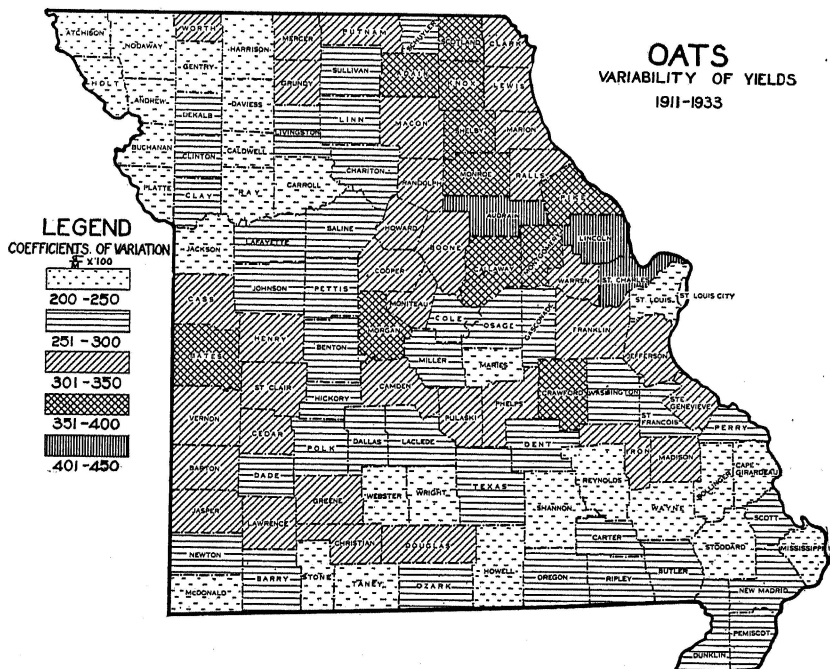 OATS
VARIABILITY OF YIELDS
1911-1933
ATCHISON
NODAWAY
WORTH
HARRISON
MERCER
PUTNAM
SCHUYLER
CLARK
HOLT
GENTRY
SULLIVAN
ADAIR
KNOX
LEWIS
ANDREW
DEKALB
DAVIESS
GRUNDY
LINN
MACON
SHELBY
MARION
BUCHANAN
CLINTON
CALDWELL
LIVINGSTON
CHARITON
RANDOLPH
MONROE
RALLS
PIKE
PLATTE
CLAY
RAY
CARROLL
AUDRAIN
LINCOLN
JACKSON
LAFAYETTE
SALINE
HOWARD
BOONE
CALLAWAY
MONTGOMERY
WARREN
ST. CHARLES
ST LOUIS
ST LOUIS CITY
LEGEND
COEFFICIENTS. OF VARIATION
200 -250
251 -300
301 -350
351 -400
401 -450
CASS
JOHNSON
PETTIS
COOPER
MONITEAU
COLE
OSAGE
GASCONADE
FRANKLIN
JEFFERSON
BATES
HENRY
BENTON
MORGAN
MILLER
MARIES
CRAWFORD
WASHINGTON
STE GENEVIEVE
ST FRANCOIS
PERRY
VERNON
ST CLAIR
HICKORY
CAMDEN
PULASKI
PHELPS
DENT
IRON
MADISON
BARTON
CEDAR
POLK
DALLAS
LACLEDE
TEXAS
REYNOLDS
BOLLINGER
CAPE GIRARDEAU
JASPER
DADE
GREENE
WEBSTER
WRIGHT
SHANNON
WAYNE
SCOTT
LAWRENCE
CHRISTIAN
DOUGLAS
CARTER
STODDARD
MISSISSIPPI
NEWTON
BARRY
STONE
TANEY
OZARK
HOWELL
OREGON
RIPLEY
BUTLER
NEW MADRID
McDONALD
PEMISCOT
DUNKLIN